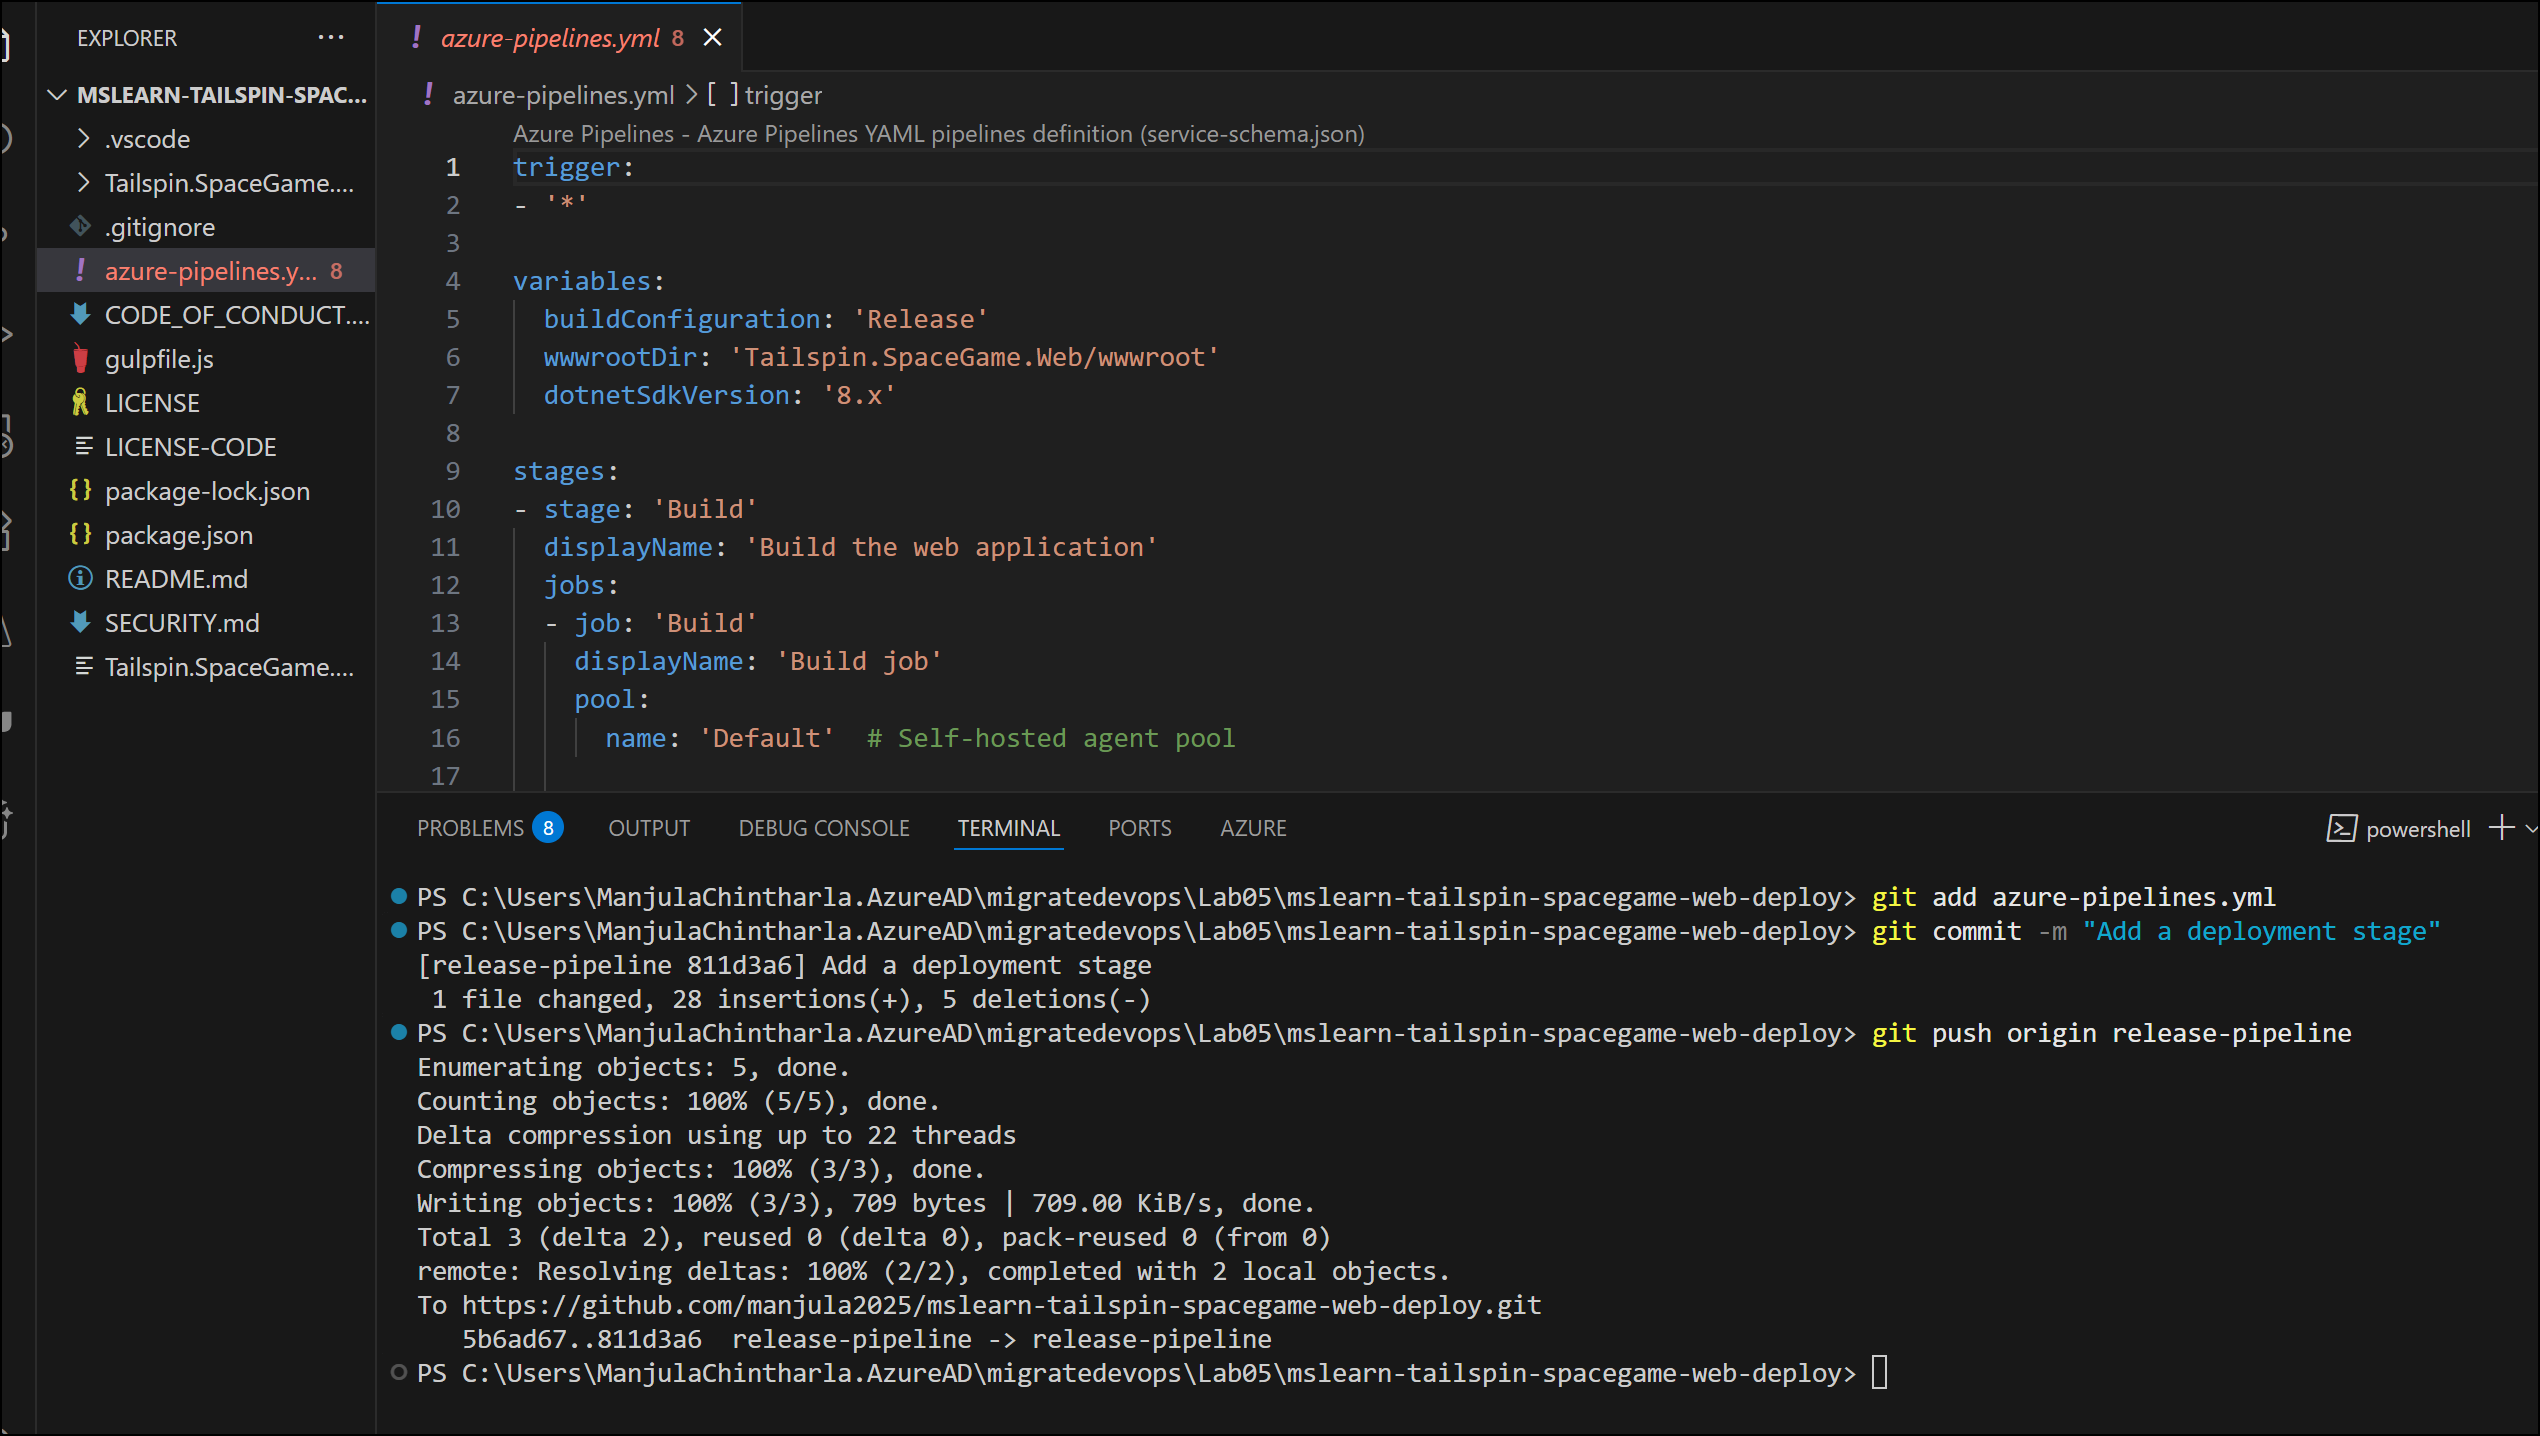 EXPLORER ...
MSLEARN-TAILSPIN-SPAC...
.vscode
Tailspin.SpaceGame....
.gitignore
azure-pipelines.y... 8
CODE_OF_CONDUCT....
gulpfile.js
LICENSE
LICENSE-CODE
package-lock.json
package.json
README.md
SECURITY.md
Tailspin.SpaceGame....
! azure-pipelines.yml 8
! azure-pipelines.yml > [ ] trigger
Azure Pipelines - Azure Pipelines YAML pipelines definition (service-schema.json)
1 trigger:
2 - '*'
3
4 variables:
5   buildConfiguration: 'Release'
6   wwwrootDir: 'Tailspin.SpaceGame.Web/wwwroot'
7   dotnetSdkVersion: '8.x'
8
9 stages:
10 - stage: 'Build'
11   displayName: 'Build the web application'
12   jobs:
13   - job: 'Build'
14     displayName: 'Build job'
15     pool:
16       name: 'Default'  # Self-hosted agent pool
17
PROBLEMS 8 OUTPUT DEBUG CONSOLE TERMINAL PORTS AZURE powershell
PS C:\Users\ManjulaChintharla.AzureAD\migratedevops\Lab05\mslearn-tailspin-spacegame-web-deploy> git add azure-pipelines.yml
PS C:\Users\ManjulaChintharla.AzureAD\migratedevops\Lab05\mslearn-tailspin-spacegame-web-deploy> git commit -m "Add a deployment stage"
[release-pipeline 811d3a6] Add a deployment stage
 1 file changed, 28 insertions(+), 5 deletions(-)
PS C:\Users\ManjulaChintharla.AzureAD\migratedevops\Lab05\mslearn-tailspin-spacegame-web-deploy> git push origin release-pipeline
Enumerating objects: 5, done.
Counting objects: 100% (5/5), done.
Delta compression using up to 22 threads
Compressing objects: 100% (3/3), done.
Writing objects: 100% (3/3), 709 bytes | 709.00 KiB/s, done.
Total 3 (delta 2), reused 0 (delta 0), pack-reused 0 (from 0)
remote: Resolving deltas: 100% (2/2), completed with 2 local objects.
To https://github.com/manjula2025/mslearn-tailspin-spacegame-web-deploy.git
   5b6ad67..811d3a6  release-pipeline -> release-pipeline
PS C:\Users\ManjulaChintharla.AzureAD\migratedevops\Lab05\mslearn-tailspin-spacegame-web-deploy>